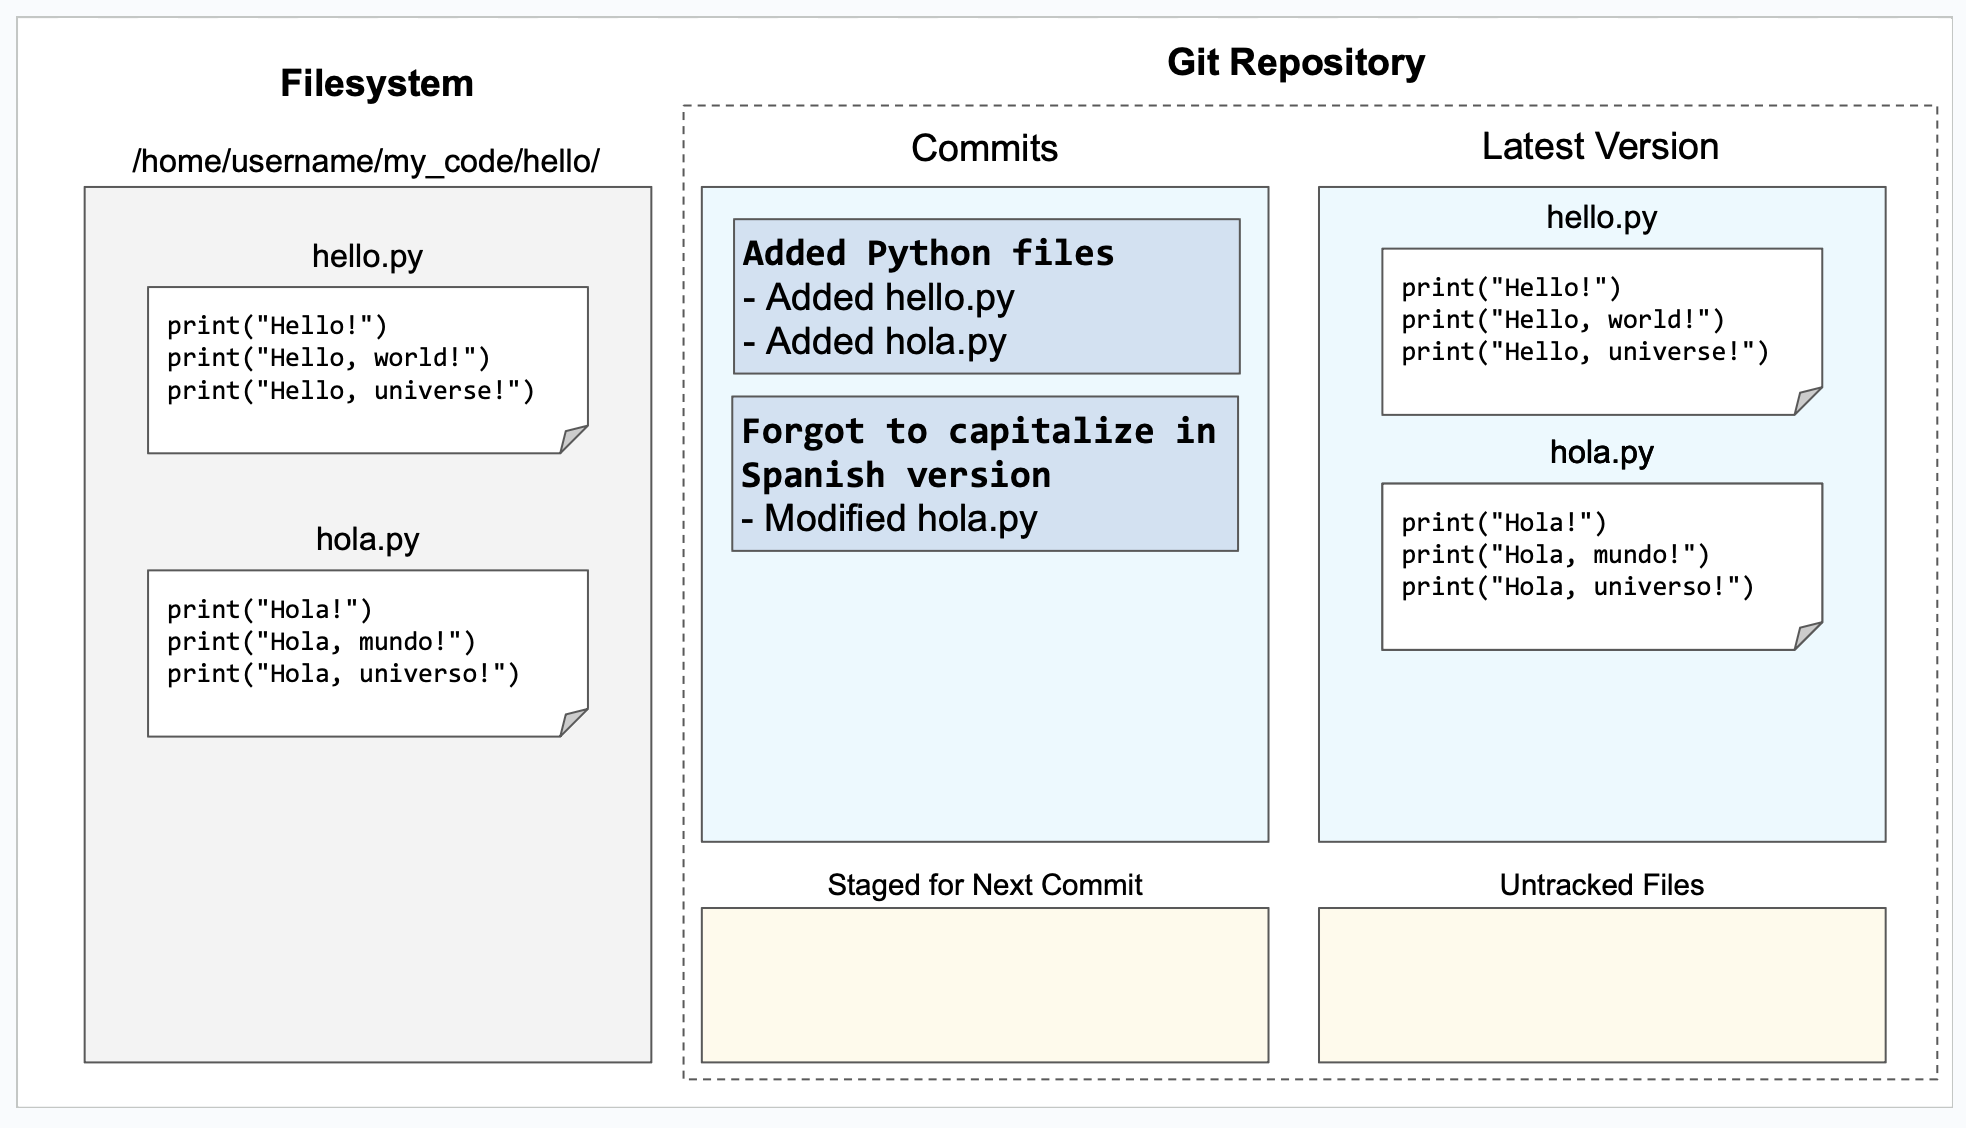 Filesystem
/home/username/my_code/hello/
hello.py
print("Hello!")
print("Hello, world!")
print("Hello, universe!")
hola.py
print("Hola!")
print("Hola, mundo!")
print("Hola, universo!")
Git Repository
Commits
Added Python files
- Added hello.py
- Added hola.py
Forgot to capitalize in
Spanish version
- Modified hola.py
Latest Version
hello.py
print("Hello!")
print("Hello, world!")
print("Hello, universe!")
hola.py
print("Hola!")
print("Hola, mundo!")
print("Hola, universo!")
Staged for Next Commit
Untracked Files